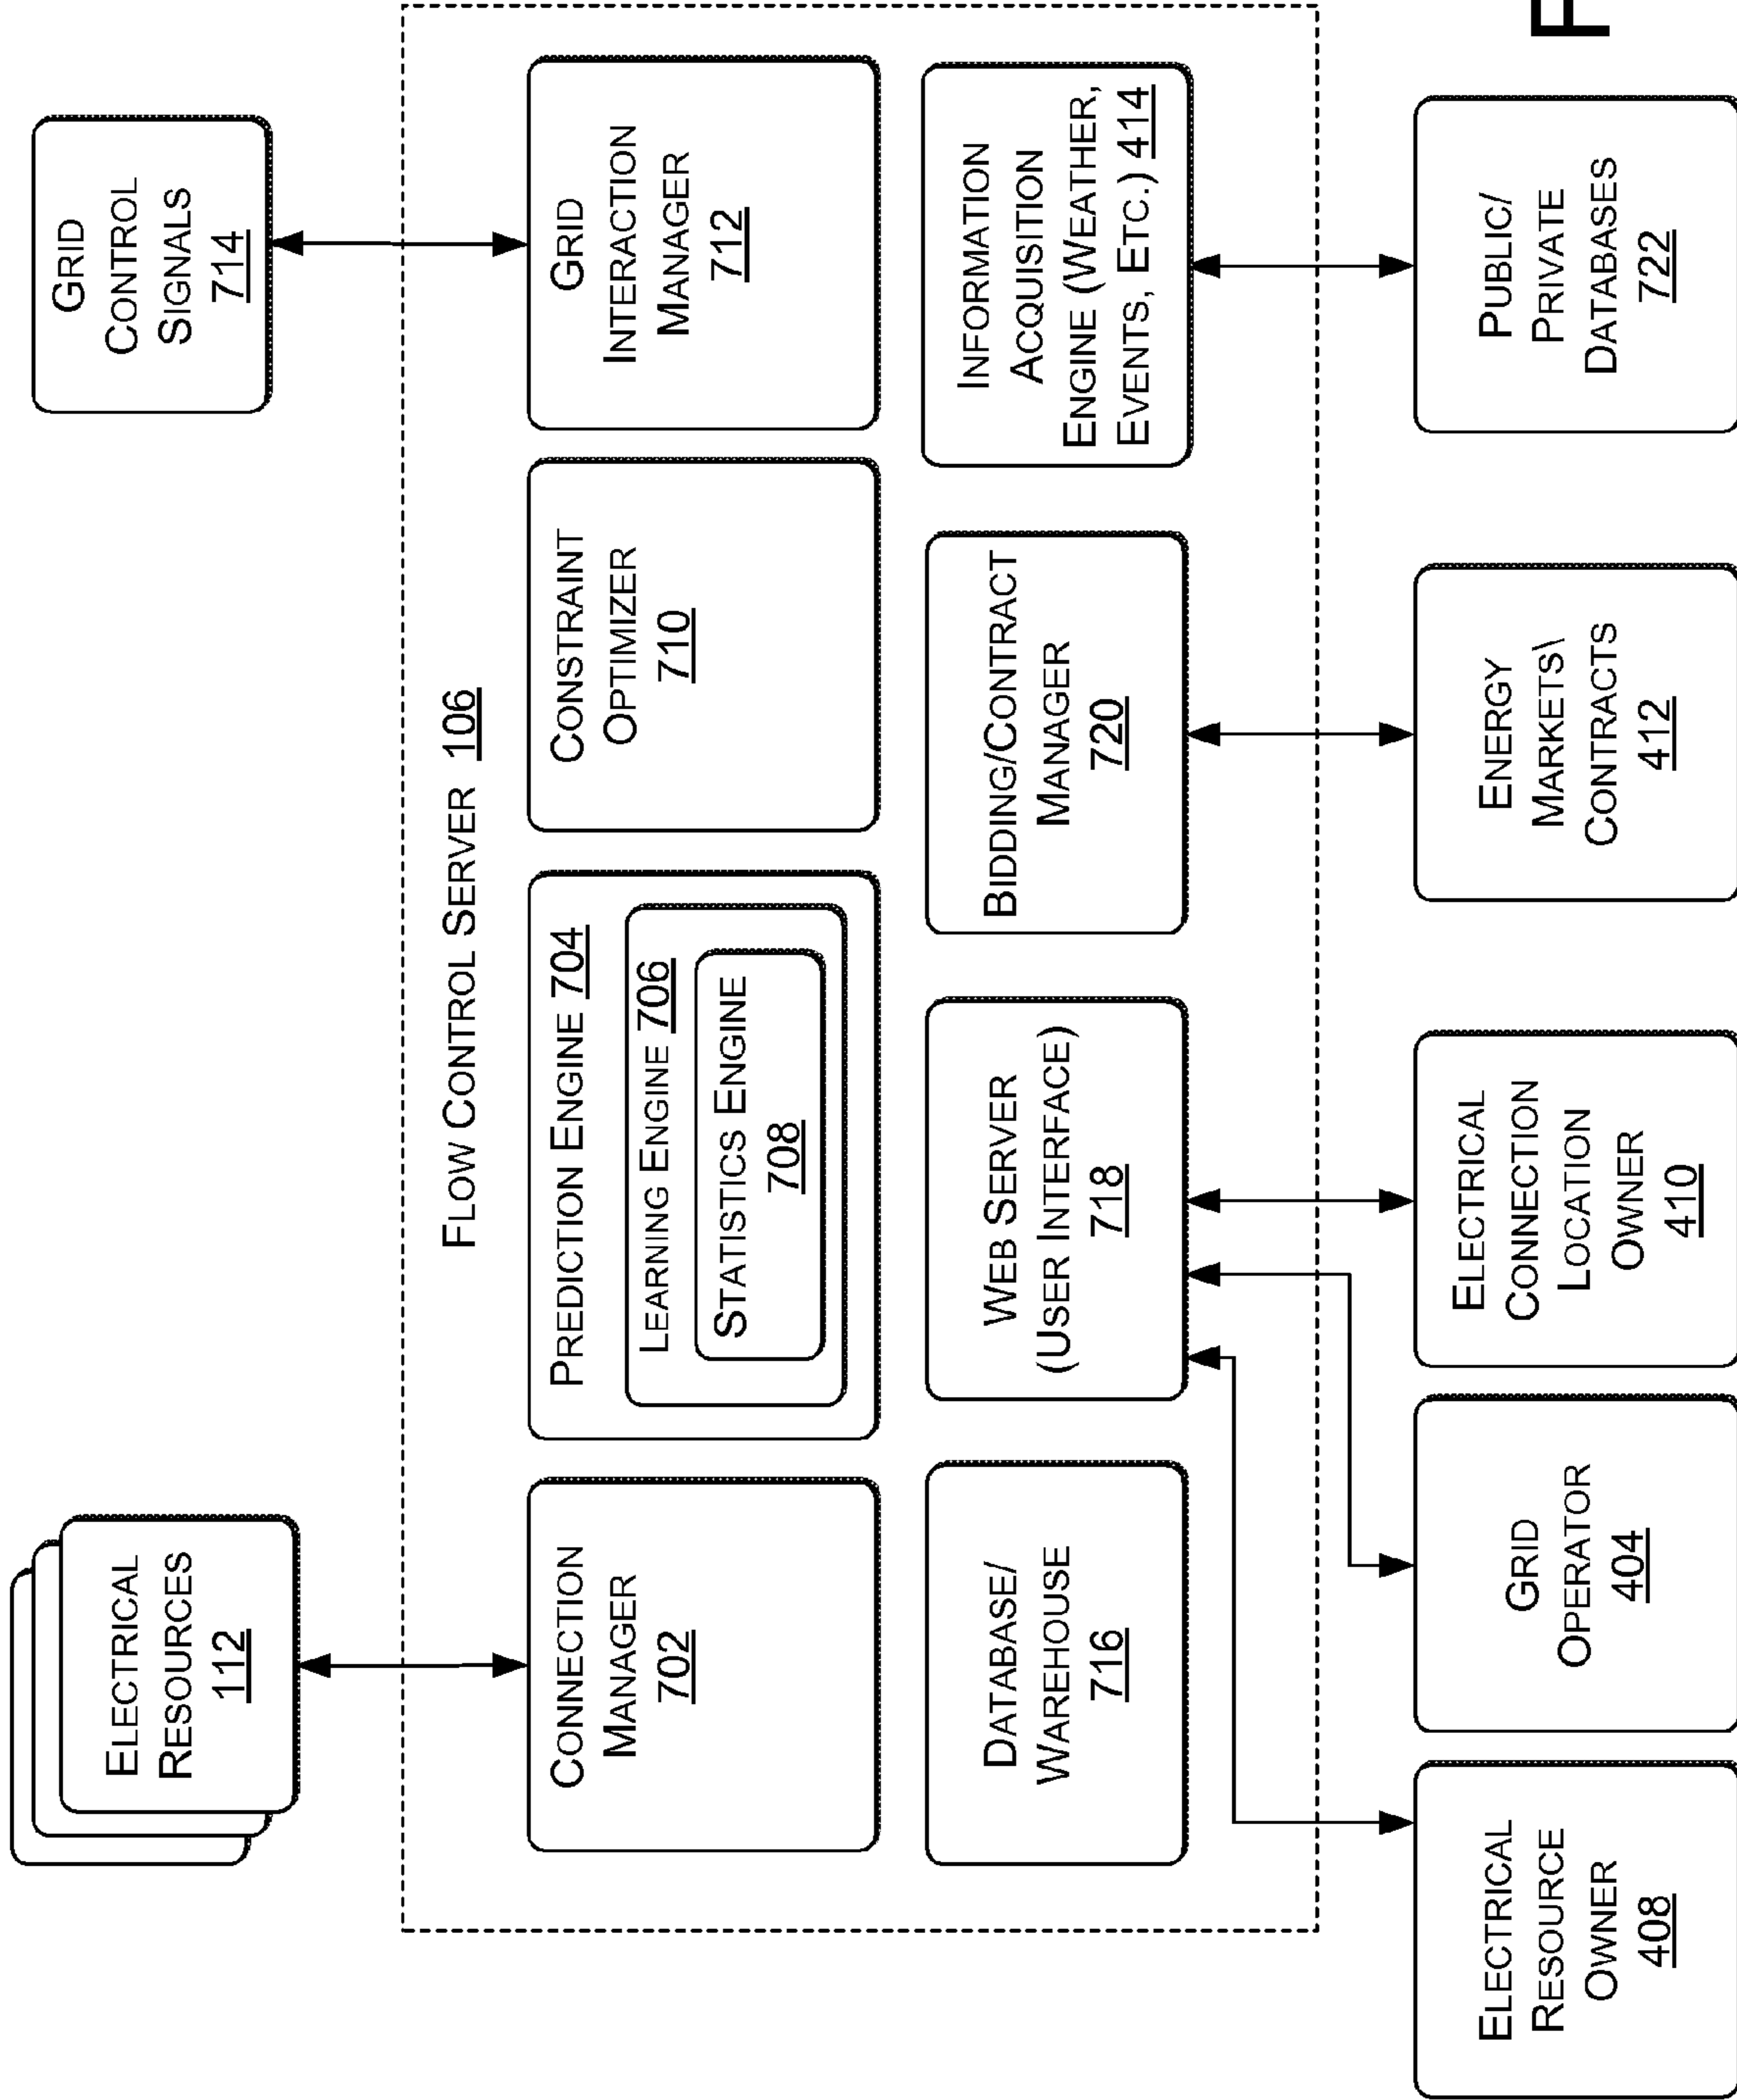 ELECTRICAL
RESOURCES
112
GRID
CONTROL
SIGNALS
714
FLOW CONTROL SERVER 106
CONNECTION
MANAGER
702
PREDICTION ENGINE 704
LEARNING ENGINE 706
STATISTICS ENGINE
708
CONSTRAINT
OPTIMIZER
710
GRID
INTERACTION
MANAGER
712
DATABASE/
WAREHOUSE
716
WEB SERVER
(USER INTERFACE)
718
BIDDING/CONTRACT
MANAGER
720
INFORMATION
ACQUISITION
ENGINE (WEATHER,
EVENTS, ETC.) 414
ELECTRICAL
RESOURCE
OWNER
408
GRID
OPERATOR
404
ELECTRICAL
CONNECTION
LOCATION
OWNER
410
ENERGY
MARKETS\
CONTRACTS
412
PUBLIC/
PRIVATE
DATABASES
722
F